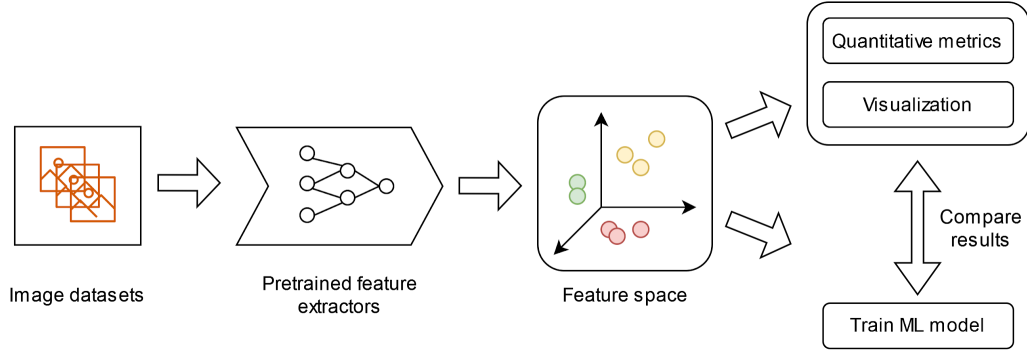 Image datasets
Pretrained feature
extractors
Feature space
Quantitative metrics
Visualization
Compare
results
Train ML model